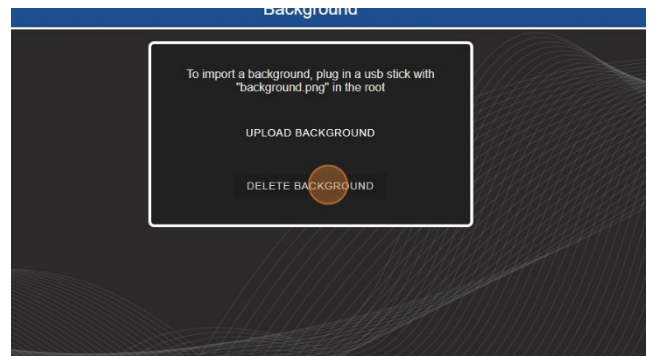 Background
To import a background, plug in a usb stick with
"background.png" in the root
UPLOAD BACKGROUND
DELETE BACKGROUND